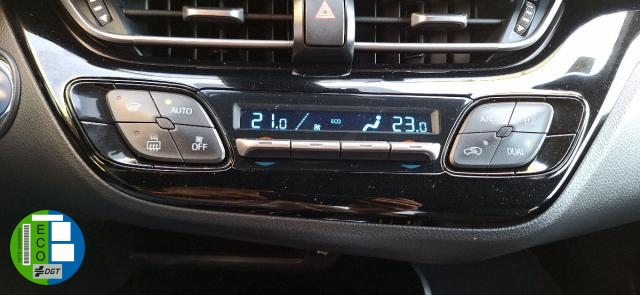 AUTO
OFF
21.0 ECO 23.0
A/C
DUAL
ECO
DGT